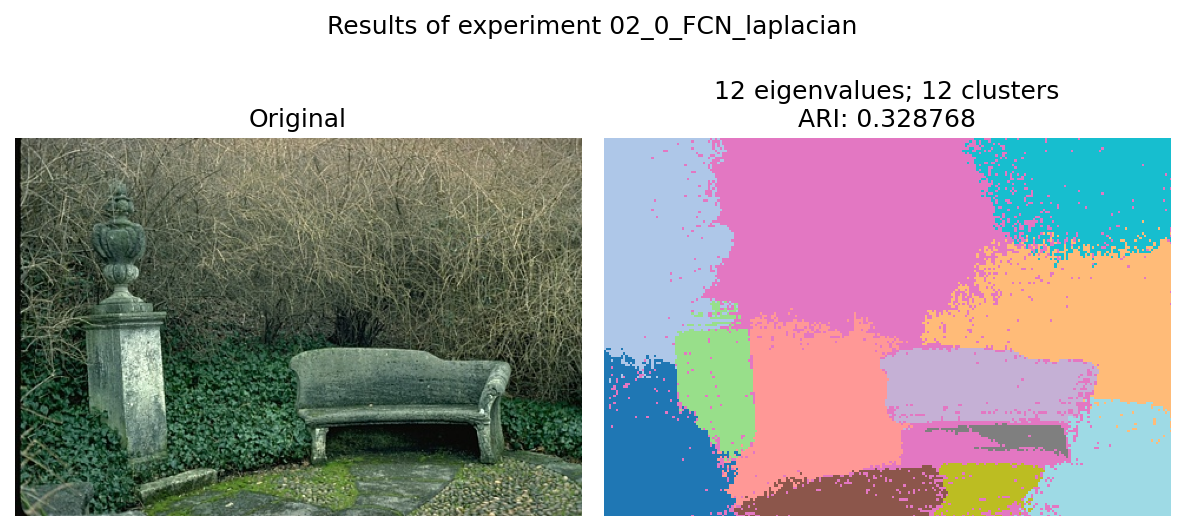 Results of experiment 02_0_FCN_laplacian
Original
12 eigenvalues; 12 clusters
ARI: 0.328768